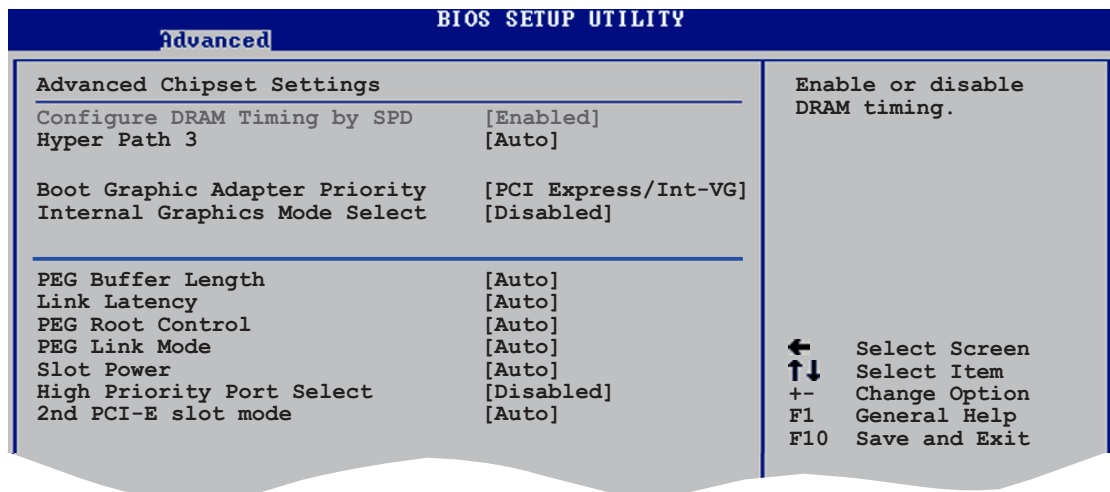 BIOS SETUP UTILITY
Advanced
Advanced Chipset Settings
Configure DRAM Timing by SPD [Enabled]
Hyper Path 3 [Auto]
Boot Graphic Adapter Priority [PCI Express/Int-VG]
Internal Graphics Mode Select [Disabled]
PEG Buffer Length [Auto]
Link Latency [Auto]
PEG Root Control [Auto]
PEG Link Mode [Auto]
Slot Power [Auto]
High Priority Port Select [Disabled]
2nd PCI-E slot mode [Auto]
Enable or disable
DRAM timing.
← Select Screen
↑↓ Select Item
+- Change Option
F1 General Help
F10 Save and Exit